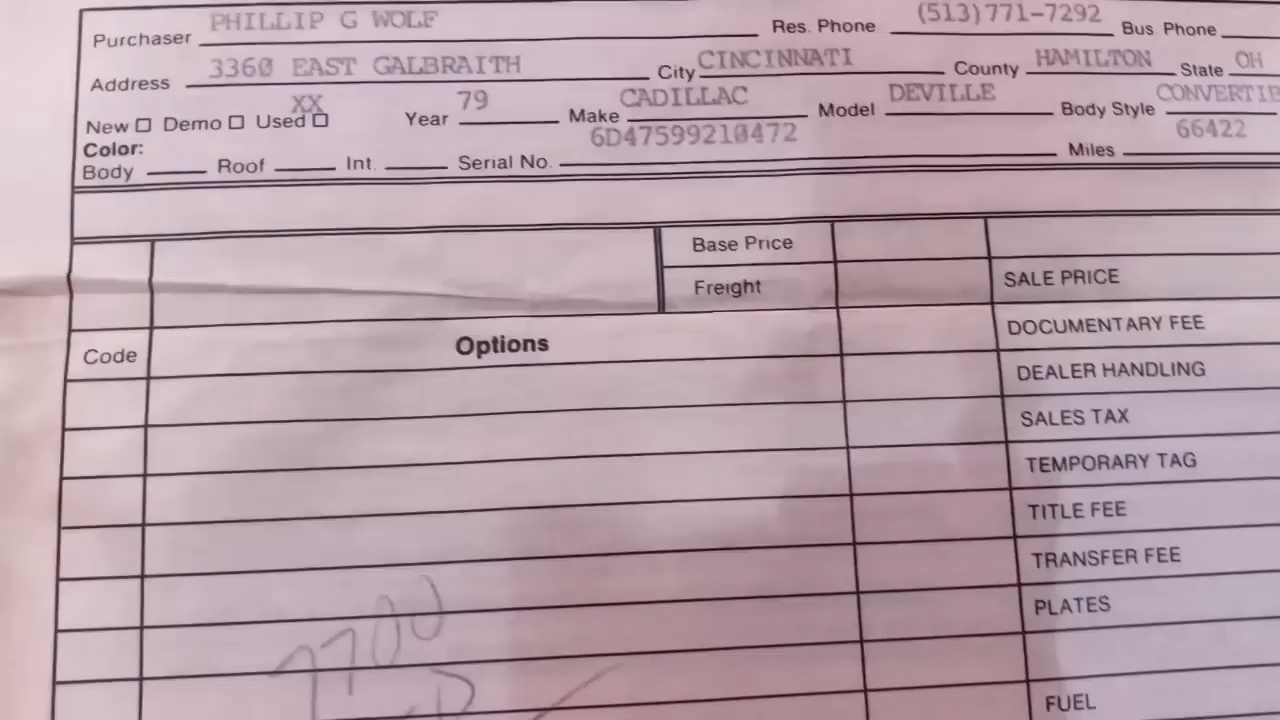 Purchaser PHILLIP G WOLF Res. Phone (513)771-7292 Bus. Phone
Address 3360 EAST GALBRAITH City CINCINNATI County HAMILTON State OH
XX
New □ Demo □ Used □ Year 79 Make CADILLAC Model DEVILLE Body Style CONVERTIB
Color:
Body Roof Int. Serial No. 6D47599210472 Miles 66422
Base Price
Freight SALE PRICE
Code Options DOCUMENTARY FEE
DEALER HANDLING
SALES TAX
TEMPORARY TAG
TITLE FEE
TRANSFER FEE
PLATES
7700
FUEL